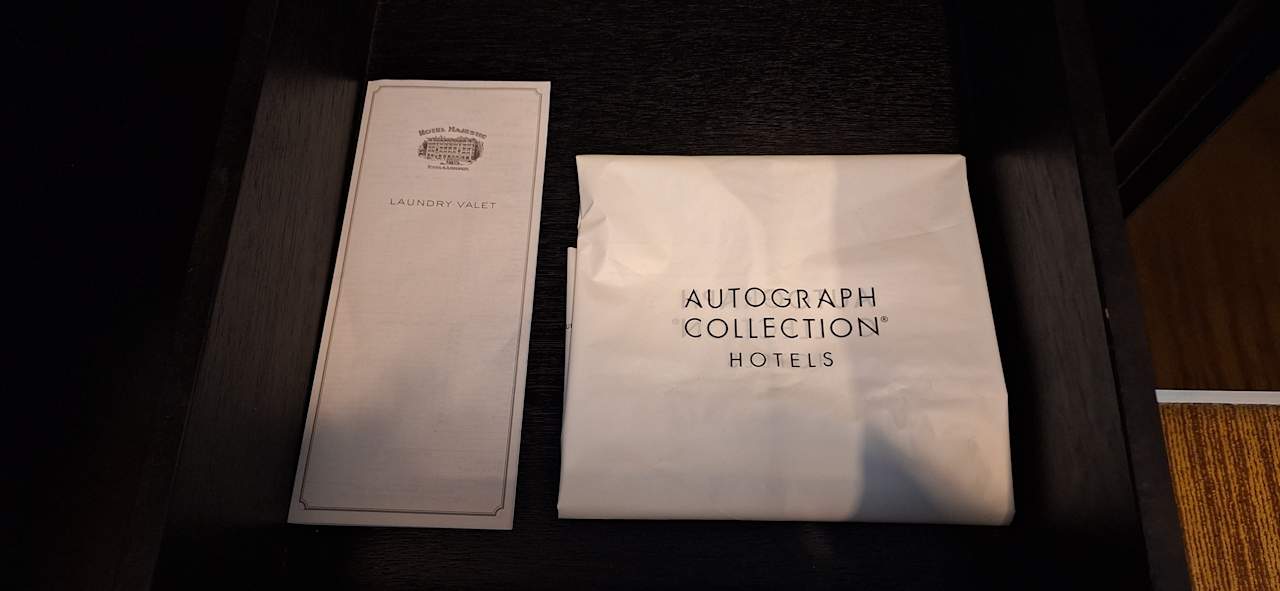 HOTEL MAJESTIC
LAUNDRY·VALET
AUTOGRAPH
COLLECTION®
HOTELS